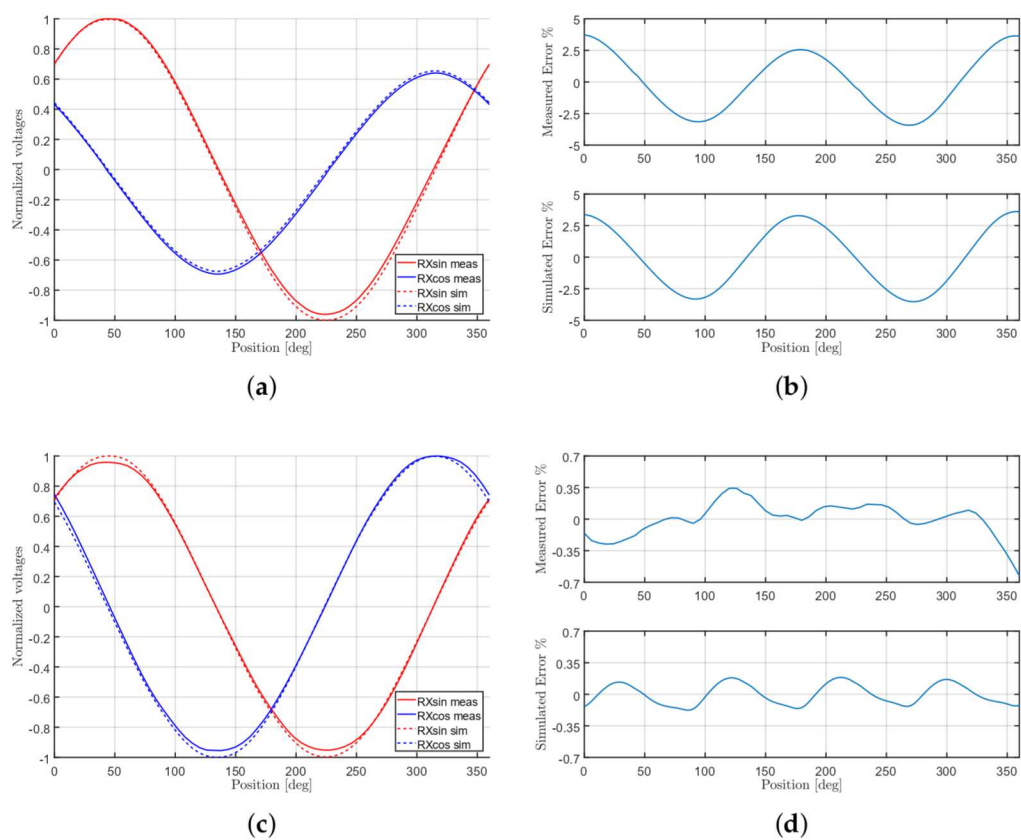 1
0.8
0.6
0.4
0.2
0
-0.2
-0.4
-0.6
-0.8
-1
Normalized voltages
RXsin meas
RXcos meas
RXsin sim
RXcos sim
0 50 100 150 200 250 300 350
Position [deg]
(a)
5
2.5
0
-2.5
-5
Measured Error %
0 50 100 150 200 250 300 350
5
2.5
0
-2.5
-5
Simulated Error %
0 50 100 150 200 250 300 350
Position [deg]
(b)
1
0.8
0.6
0.4
0.2
0
-0.2
-0.4
-0.6
-0.8
-1
Normalized voltages
RXsin meas
RXcos meas
RXsin sim
RXcos sim
0 50 100 150 200 250 300 350
Position [deg]
(c)
0.7
0.35
0
-0.35
-0.7
Measured Error %
0 50 100 150 200 250 300 350
0.7
0.35
0
-0.35
-0.7
Simulated Error %
0 50 100 150 200 250 300 350
Position [deg]
(d)